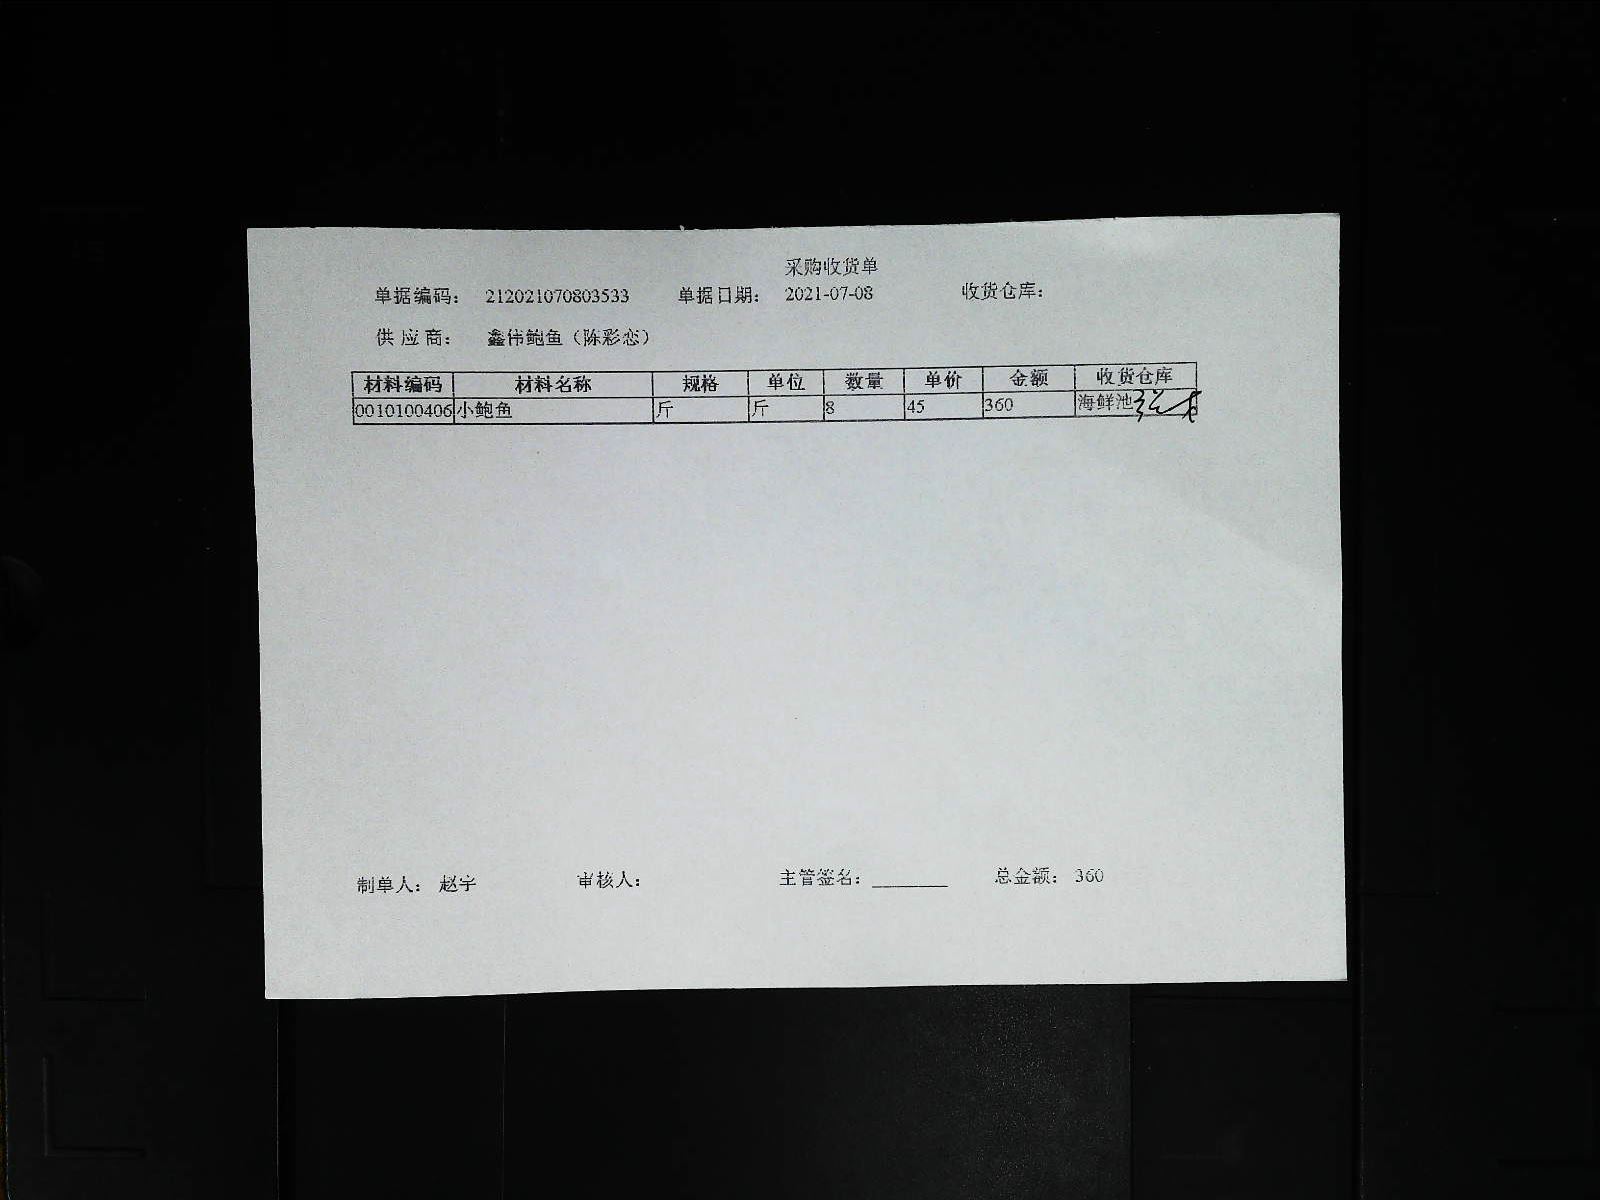 采购收货单
单据编码： 212021070803533 单据日期： 2021-07-08 收货仓库：
供 应 商： 鑫伟鲍鱼（陈彩恋）
材料编码 材料名称 规格 单位 数量 单价 金额 收货仓库
0010100406 小鲍鱼 斤 斤 8 45 360 海鲜池
制单人： 赵宇 审核人： 主管签名：________ 总金额： 360